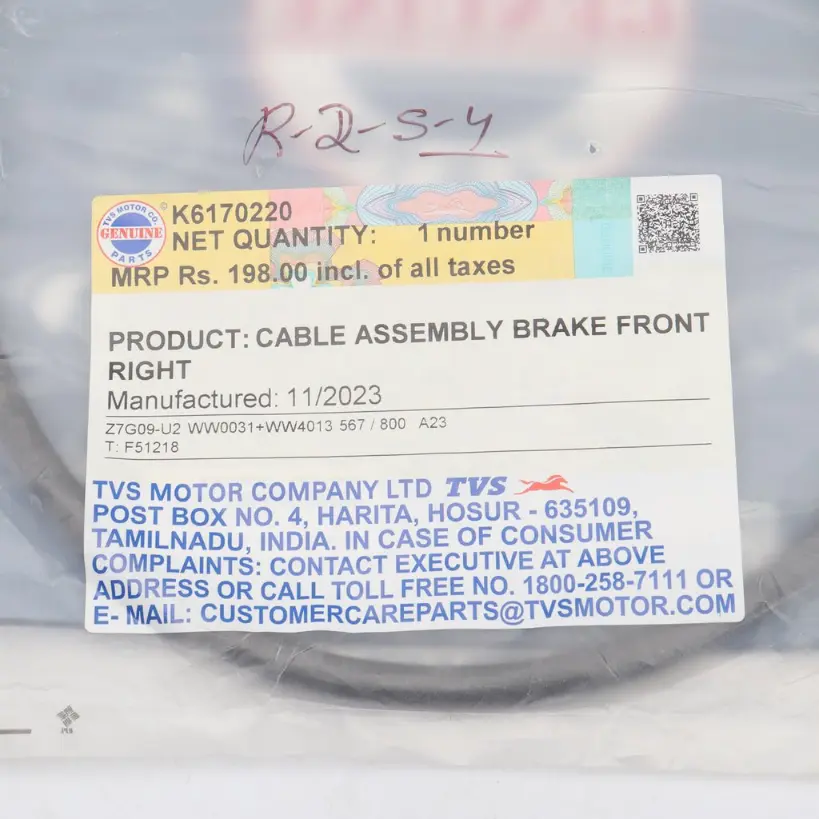 GENUINE
R-2-S-4
TVS MOTOR CO.
GENUINE
PARTS
©
K6170220
NET QUANTITY: 1 number
MRP Rs. 198.00 incl. of all taxes
PRODUCT: CABLE ASSEMBLY BRAKE FRONT
RIGHT
Manufactured: 11/2023
Z7G09-U2 WW0031+WW4013 567 / 800 A23
T: F51218
TVS MOTOR COMPANY LTD TVS
POST BOX NO. 4, HARITA, HOSUR - 635109,
TAMILNADU, INDIA. IN CASE OF CONSUMER
COMPLAINTS: CONTACT EXECUTIVE AT ABOVE
ADDRESS OR CALL TOLL FREE NO. 1800-258-7111 OR
E- MAIL: CUSTOMERCAREPARTS@TVSMOTOR.COM